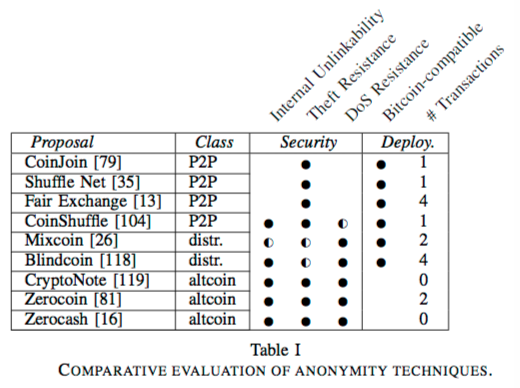 Internal Unlinkability
Theft Resistance
DoS Resistance
Bitcoin-compatible
# Transactions
Proposal Class Security Deploy.
CoinJoin [79] P2P ● ● 1
Shuffle Net [35] P2P ● ● 1
Fair Exchange [13] P2P ● ● 4
CoinShuffle [104] P2P ● ● ◐ ● 1
Mixcoin [26] distr. ◐ ◐ ● ● 2
Blindcoin [118] distr. ● ◐ ● ● 4
CryptoNote [119] altcoin ● ● ● 0
Zerocoin [81] altcoin ● ● ● 2
Zerocash [16] altcoin ● ● ● 0
Table I
COMPARATIVE EVALUATION OF ANONYMITY TECHNIQUES.